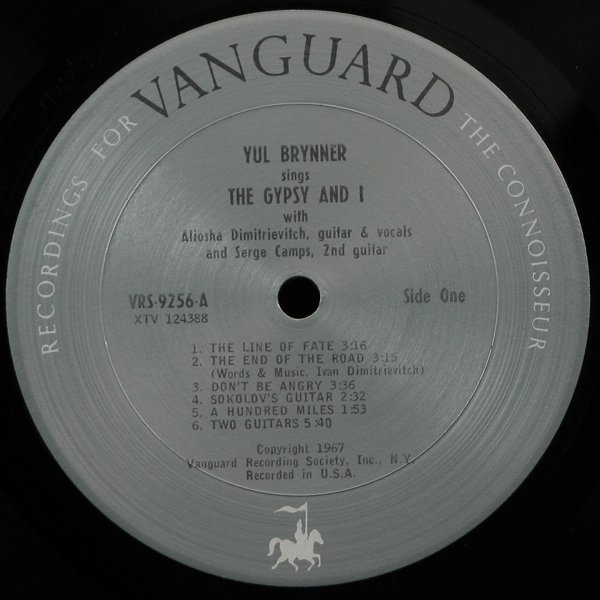 VANGUARD
RECORDINGS FOR THE CONNOISSEUR
YUL BRYNNER
sings
THE GYPSY AND I
with
Aliosha Dimitrievitch, guitar & vocals
and Serge Camps, 2nd guitar
VRS-9256-A Side One
XTV 124388
1. THE LINE OF FATE 3:16
2. THE END OF THE ROAD 3:15
(Words & Music, Ivan Dimitrievitch)
3. DON'T BE ANGRY 3:36
4. SOKOLOV'S GUITAR 2:32
5. A HUNDRED MILES 1:53
6. TWO GUITARS 5:40
Copyright 1967
Vanguard Recording Society, Inc., N.Y.
Recorded in U.S.A.